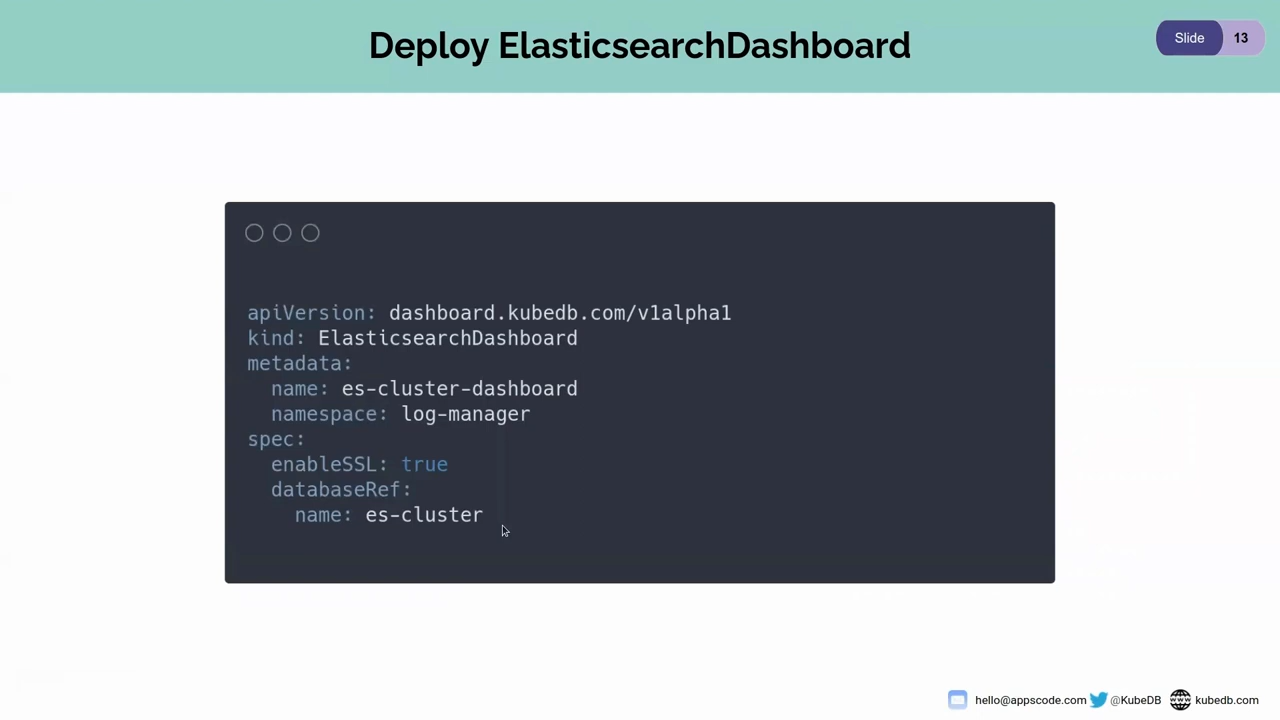 Deploy ElasticsearchDashboard
Slide 13
apiVersion: dashboard.kubedb.com/v1alpha1
kind: ElasticsearchDashboard
metadata:
  name: es-cluster-dashboard
  namespace: log-manager
spec:
  enableSSL: true
  databaseRef:
    name: es-cluster
hello@appscode.com @KubeDB www kubedb.com